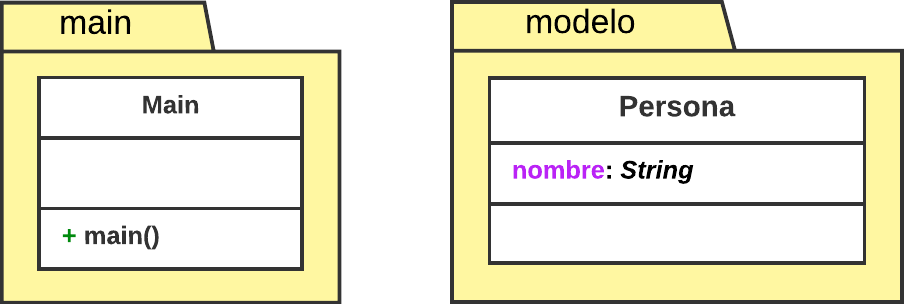 main
Main
+ main()
modelo
Persona
nombre: String